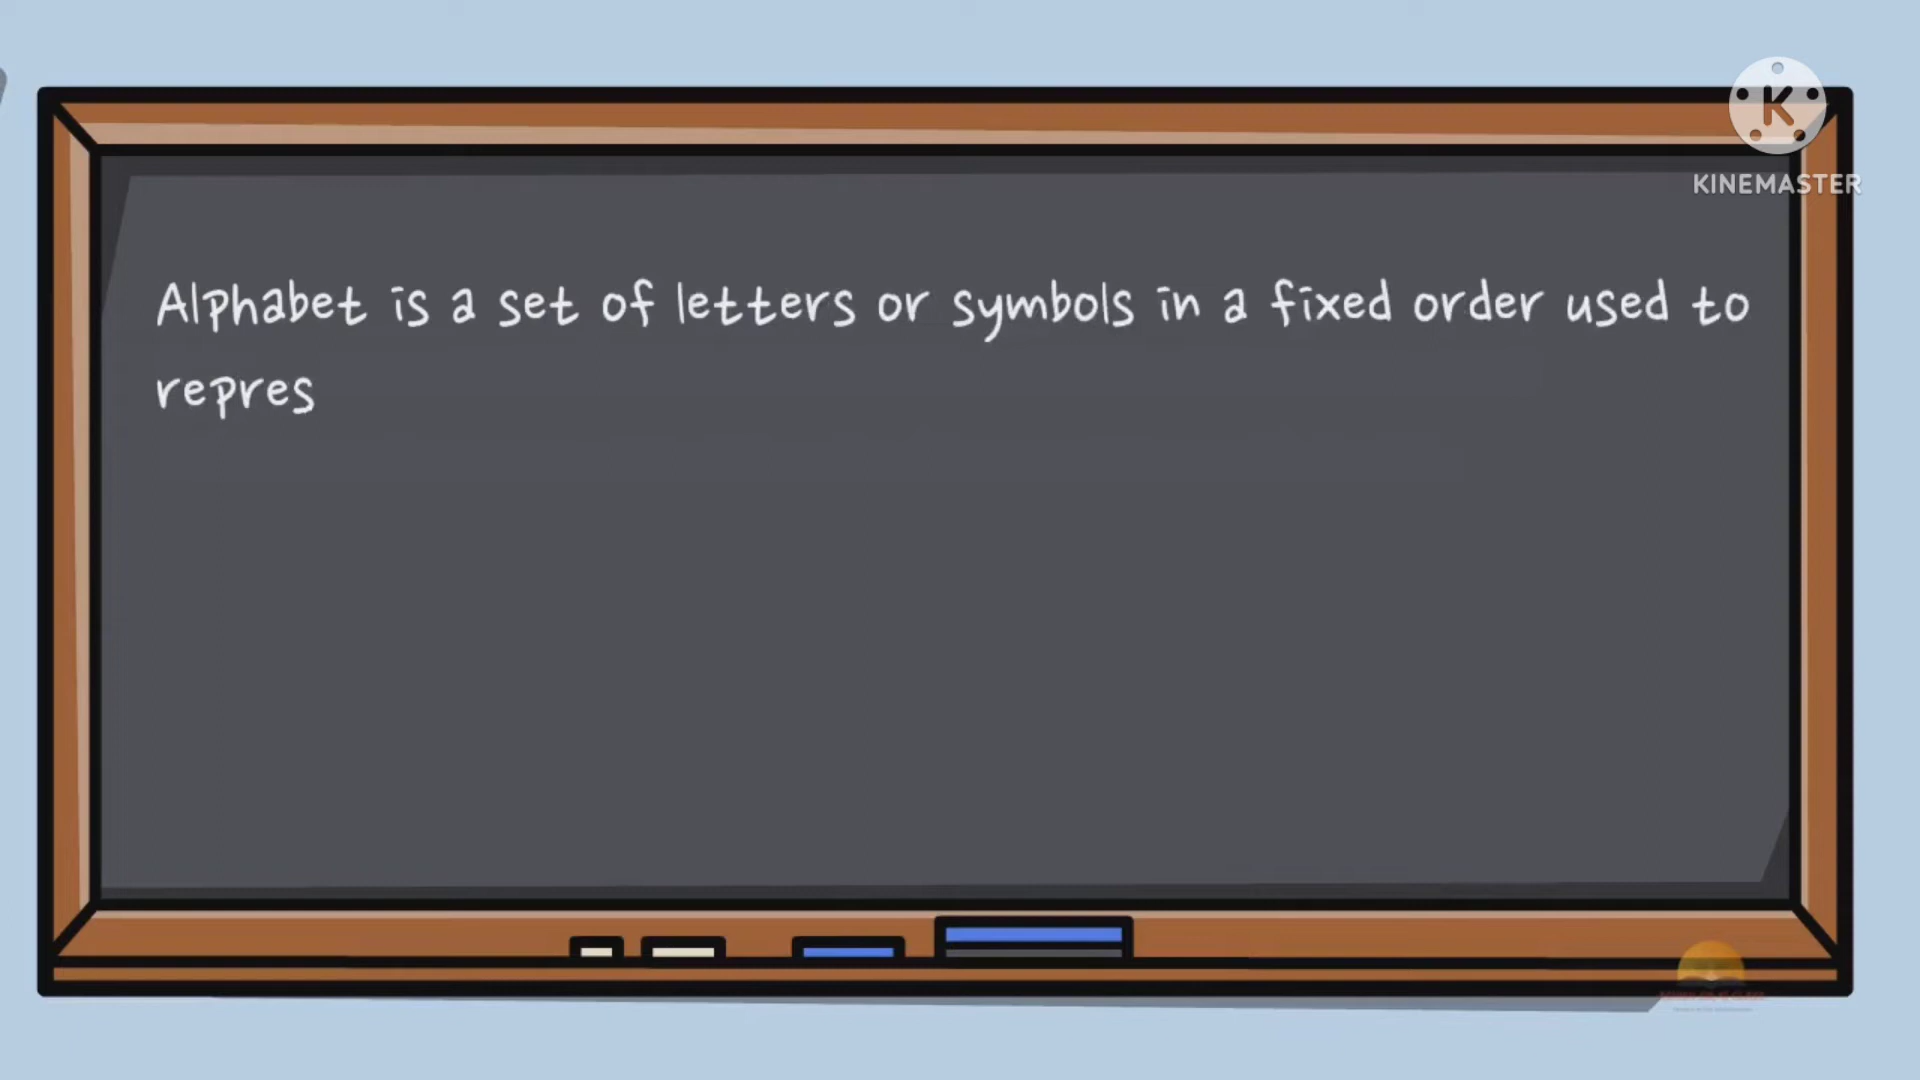 K
KINEMASTER
Alphabet is a set of letters or symbols in a fixed order used to
repres